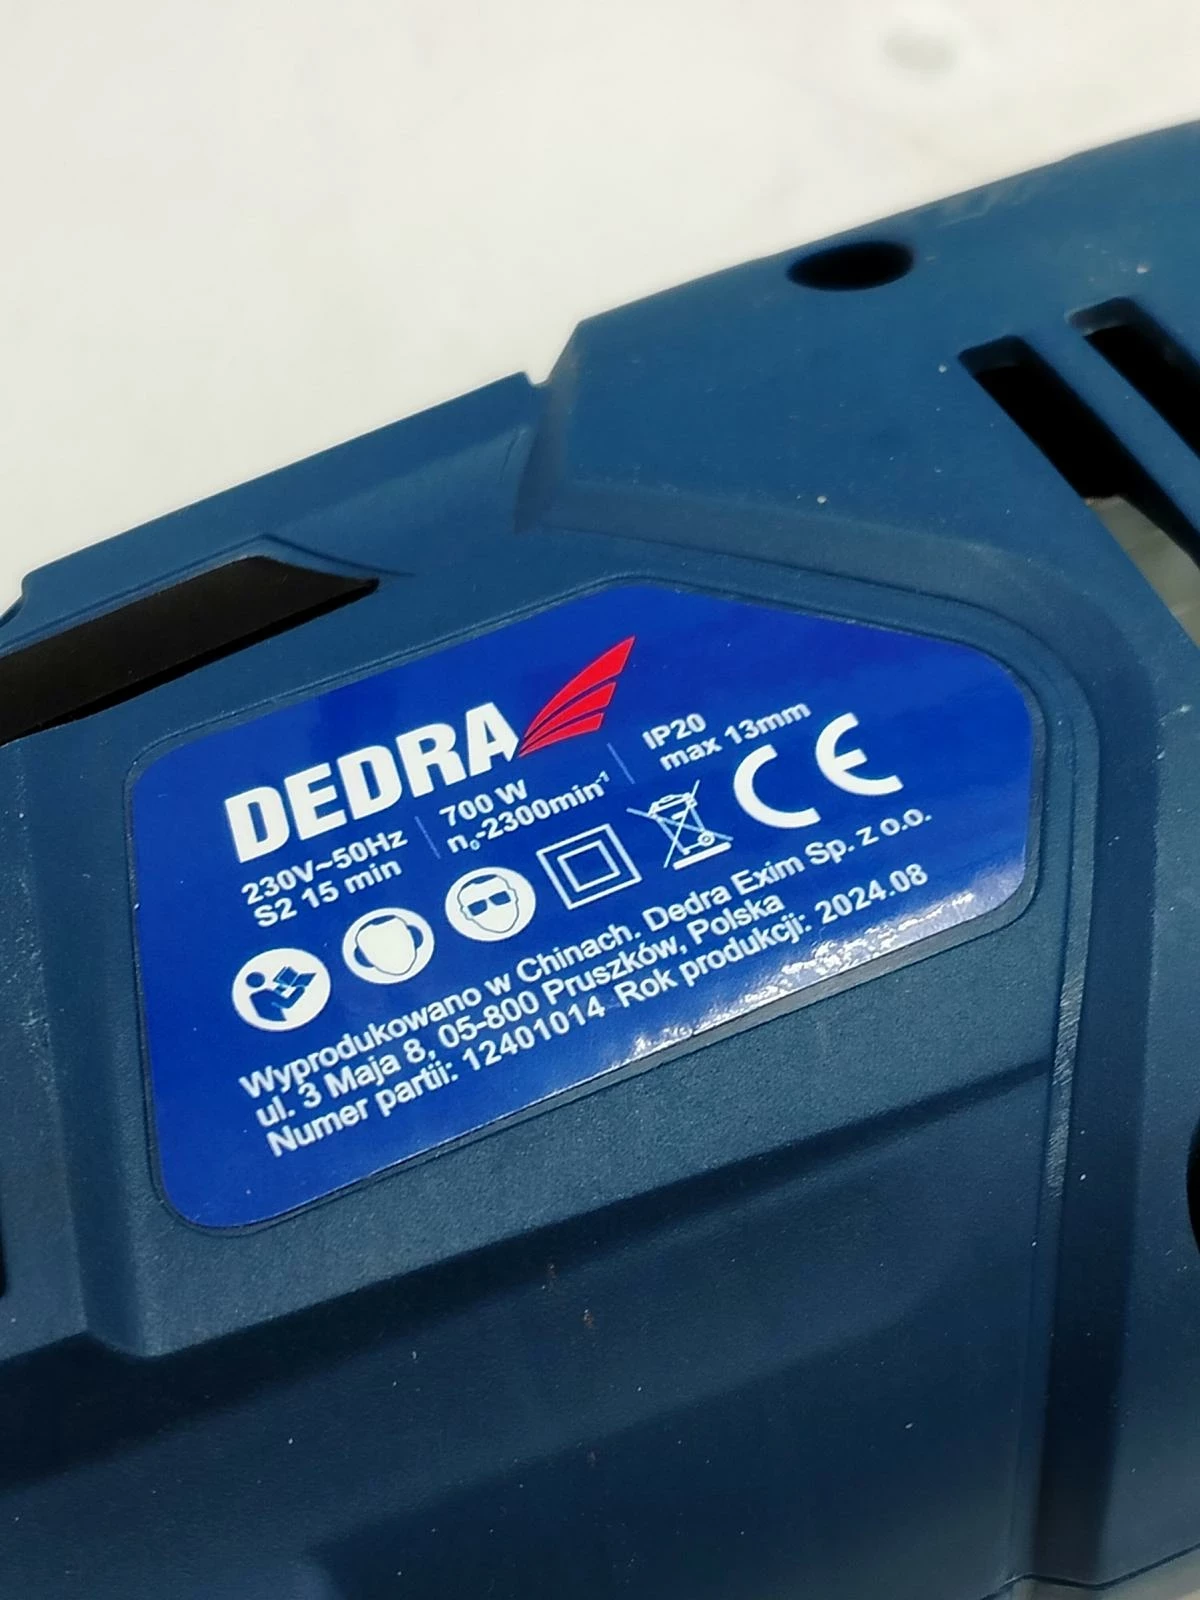 DEDRA
230V~50Hz
S2 15 min
700 W
n₀-2300min⁻¹
IP20
max 13mm
CE
Wyprodukowano w Chinach. Dedra Exim Sp. z o.o.
ul. 3 Maja 8, 05-800 Pruszków, Polska
Numer partii: 12401014 Rok produkcji: 2024.08